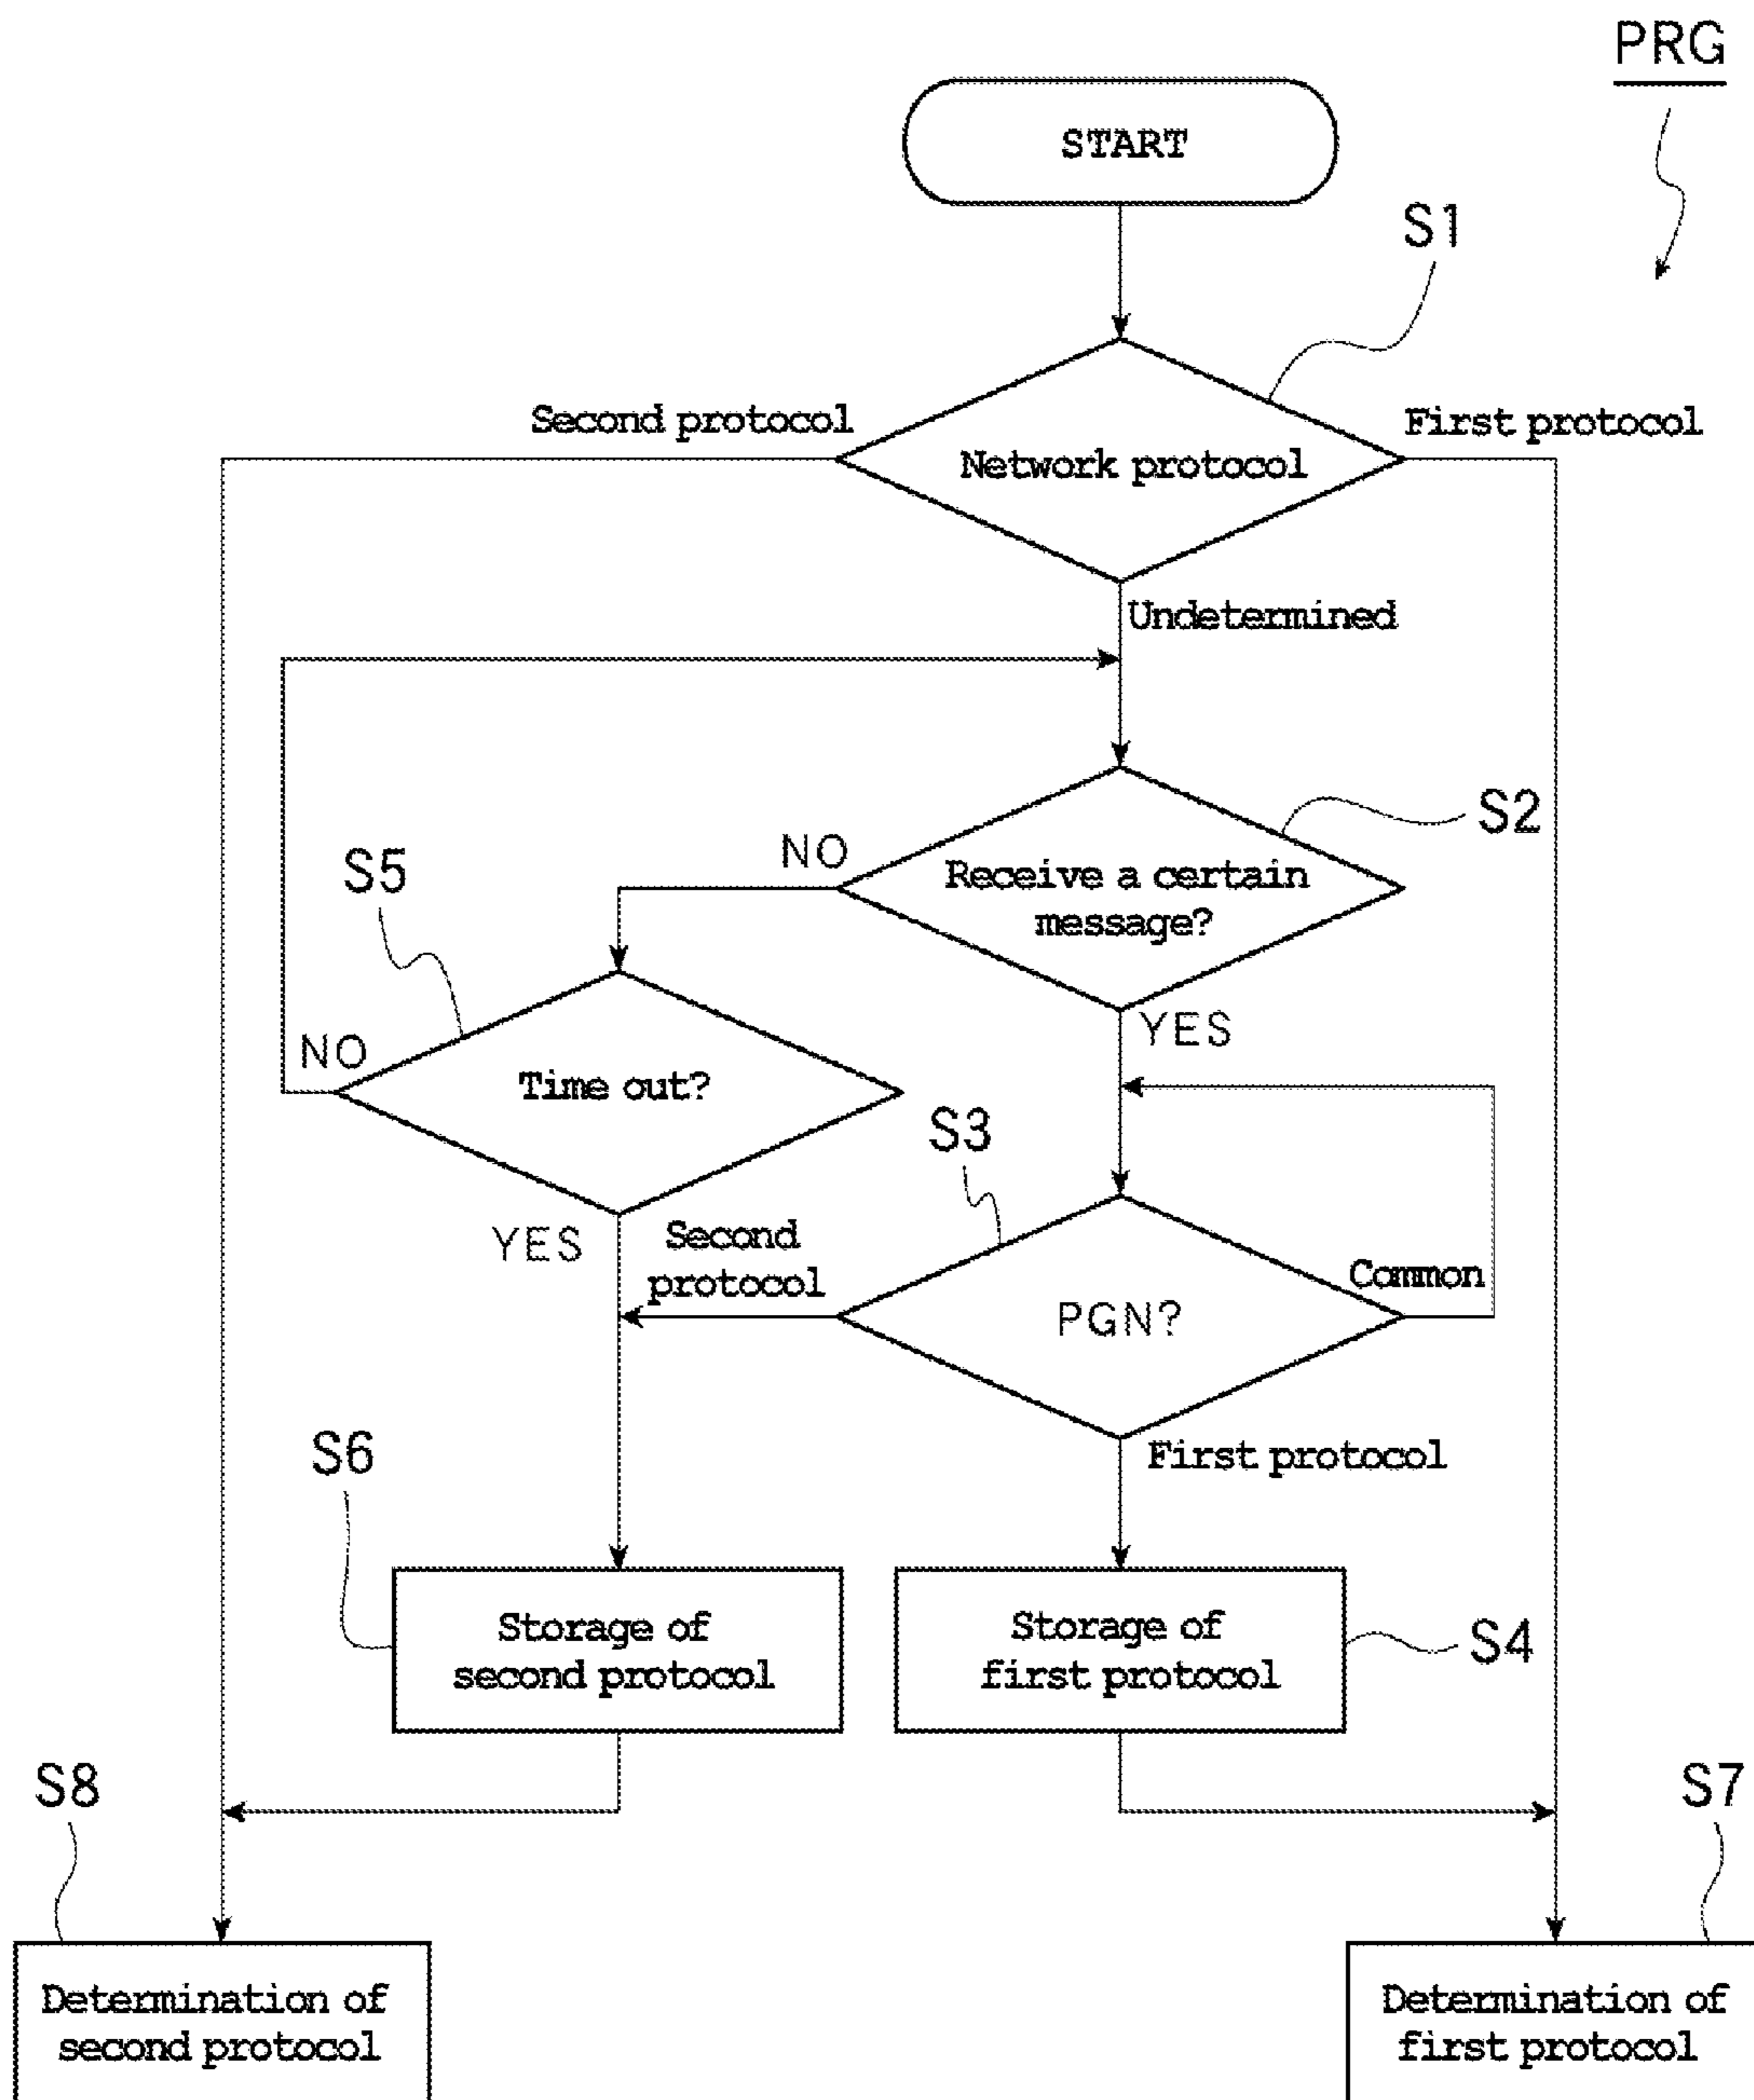 PRG
START
S1
Second protocol
First protocol
Network protocol
Undetermined
S2
NO
Receive a certain
message?
S5
YES
NO
Time out?
S3
YES
Second
protocol
Common
PGN?
First protocol
S6
Storage of
second protocol
Storage of
first protocol
S4
S8
S7
Determination of
second protocol
Determination of
first protocol